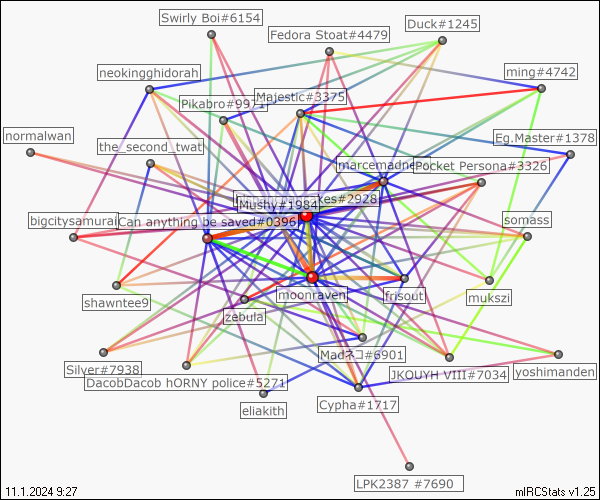 Swirly Boi#6154
Duck#1245
Fedora Stoat#4479
neokingghidorah
ming#4742
Pikabro#997
Majestic#3375
normalwan
the_second_twat
Eg.Master#1378
marcemadne
Pocket Persona#3326
kes#2928
Mushy#1984
bigcitysamurai
Can anything be saved#0396
somass
moonraven
frisout
mukszi
shawntee9
zebula
Madネコ#6901
Silver#7938
DacobDacob hORNY police#5271
JKOUYH VIII#7034
yoshimanden
eliakith
Cypha#1717
LPK2387 #7690
11.1.2024 9:27
mIRCStats v1.25